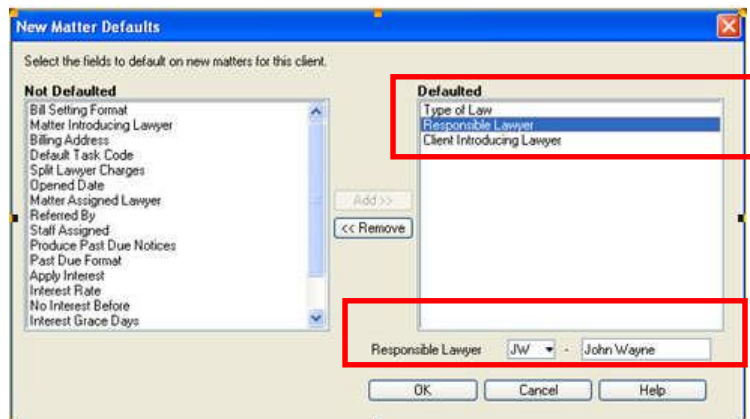 New Matter Defaults
Select the fields to default on new matters for this client.
Not Defaulted
Bill Setting Format
Matter Introducing Lawyer
Billing Address
Default Task Code
Split Lawyer Charges
Opened Date
Matter Assigned Lawyer
Referred By
Staff Assigned
Produce Past Due Notices
Past Due Format
Apply Interest
Interest Rate
No Interest Before
Interest Grace Days
Add >>
<< Remove
Defaulted
Type of Law
Responsible Lawyer
Client Introducing Lawyer
Responsible Lawyer JW - John Wayne
OK Cancel Help